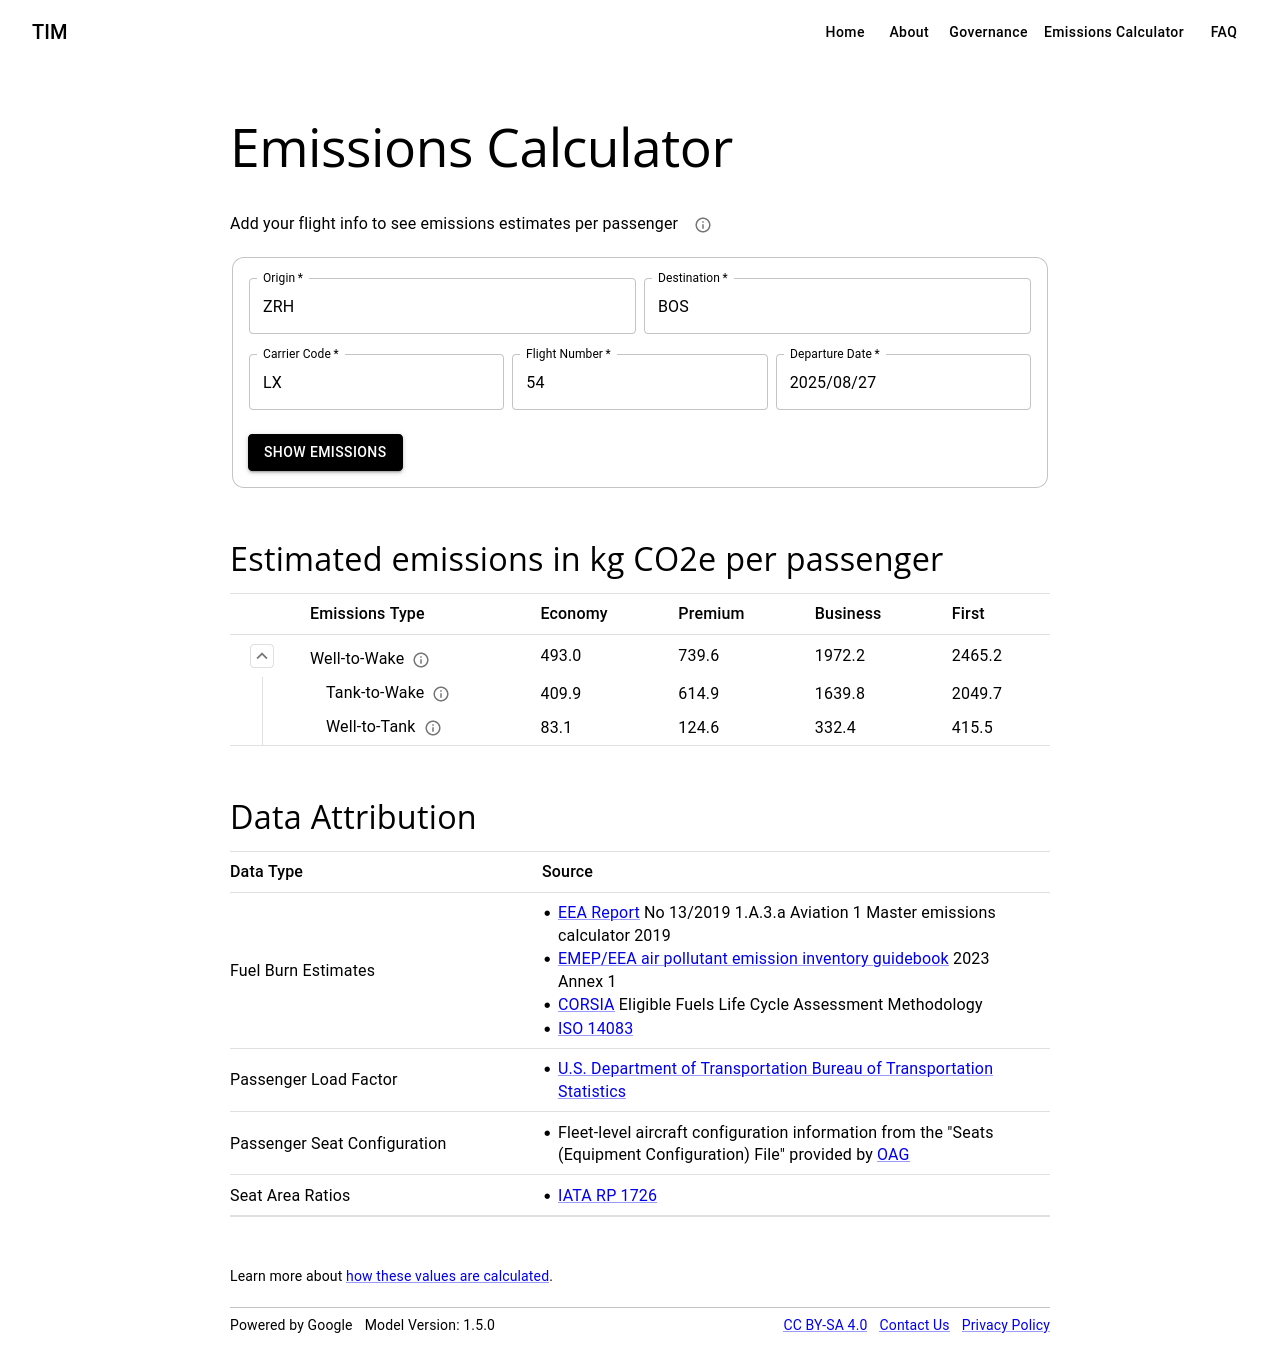 TIM
Home About Governance Emissions Calculator FAQ
Emissions Calculator
Add your flight info to see emissions estimates per passenger
Origin * Destination *
ZRH BOS
Carrier Code * Flight Number * Departure Date *
LX 54 2025/08/27
SHOW EMISSIONS
Estimated emissions in kg CO2e per passenger
Emissions Type Economy Premium Business First
Well-to-Wake 493.0 739.6 1972.2 2465.2
Tank-to-Wake 409.9 614.9 1639.8 2049.7
Well-to-Tank 83.1 124.6 332.4 415.5
Data Attribution
Data Type Source
Fuel Burn Estimates
• EEA Report No 13/2019 1.A.3.a Aviation 1 Master emissions
calculator 2019
• EMEP/EEA air pollutant emission inventory guidebook 2023
Annex 1
• CORSIA Eligible Fuels Life Cycle Assessment Methodology
• ISO 14083
Passenger Load Factor
• U.S. Department of Transportation Bureau of Transportation
Statistics
Passenger Seat Configuration
• Fleet-level aircraft configuration information from the "Seats
(Equipment Configuration) File" provided by OAG
Seat Area Ratios
• IATA RP 1726
Learn more about how these values are calculated.
Powered by Google Model Version: 1.5.0 CC BY-SA 4.0 Contact Us Privacy Policy